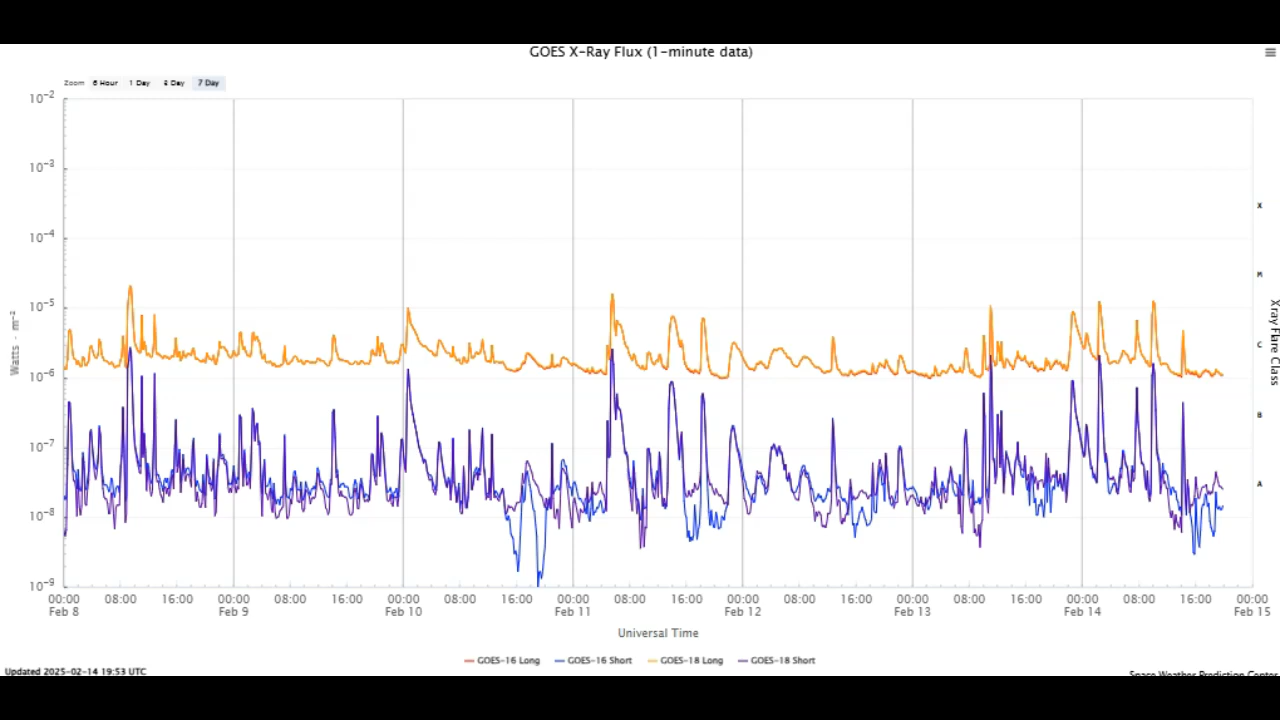 GOES X-Ray Flux (1-minute data)
Zoom 6 Hour 1 Day 3 Day 7 Day
10⁻²
10⁻³
10⁻⁴
10⁻⁵
10⁻⁶
10⁻⁷
10⁻⁸
10⁻⁹
Watts · m⁻²
X
M
C
B
A
Xray Flare Class
00:00 08:00 16:00 00:00 08:00 16:00 00:00 08:00 16:00 00:00 08:00 16:00 00:00 08:00 16:00 00:00 08:00 16:00 00:00 08:00 16:00 00:00
Feb 8 Feb 9 Feb 10 Feb 11 Feb 12 Feb 13 Feb 14 Feb 15
Universal Time
GOES-16 Long GOES-16 Short GOES-18 Long GOES-18 Short
Updated 2025-02-14 19:53 UTC
Space Weather Prediction Center